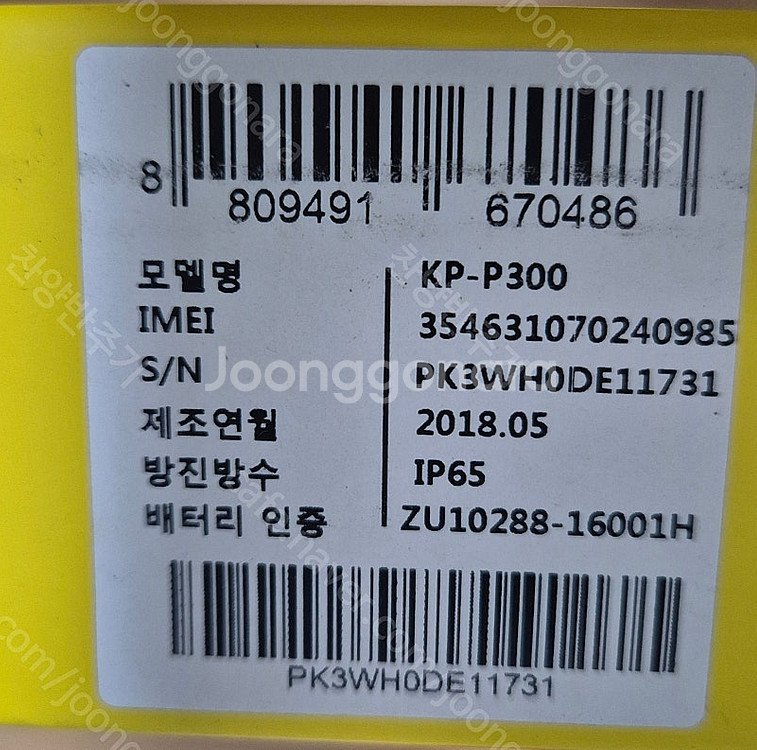 8 809491 670486
모델명 KP-P300
IMEI 354631070240985
S/N PK3WH0DE11731
제조연월 2018.05
방진방수 IP65
배터리 인증 ZU10288-16001H
PK3WH0DE11731
Joonggonara